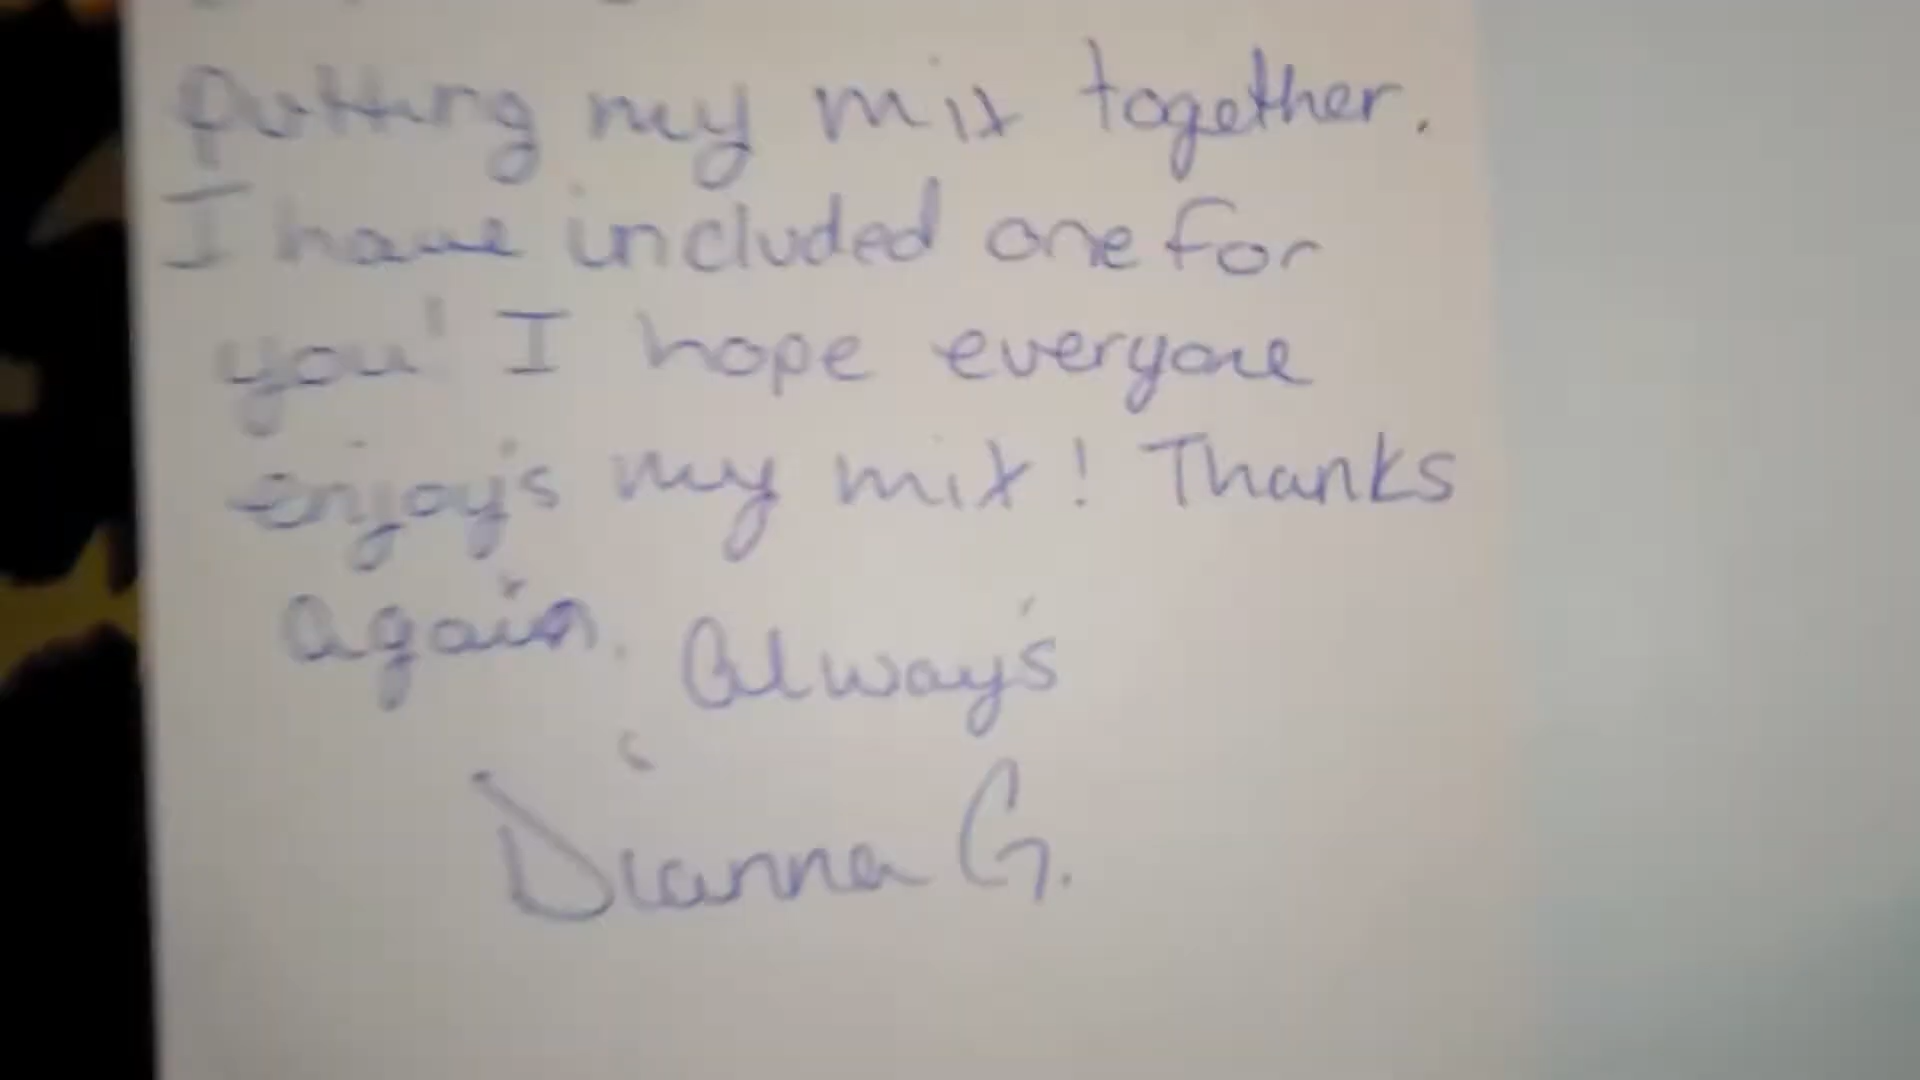 putting my mix together.
I have included one for
you! I hope everyone
enjoy's my mix! Thanks
again. Always
Dianna G.